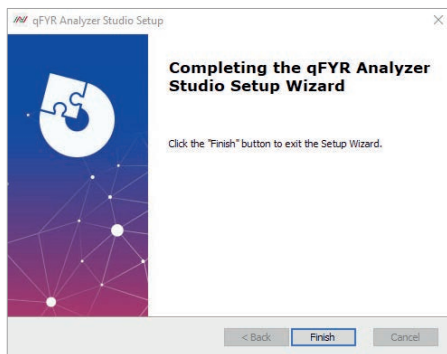 qFYR Analyzer Studio Setup
Completing the qFYR Analyzer
Studio Setup Wizard
Click the "Finish" button to exit the Setup Wizard.
< Back
Finish
Cancel